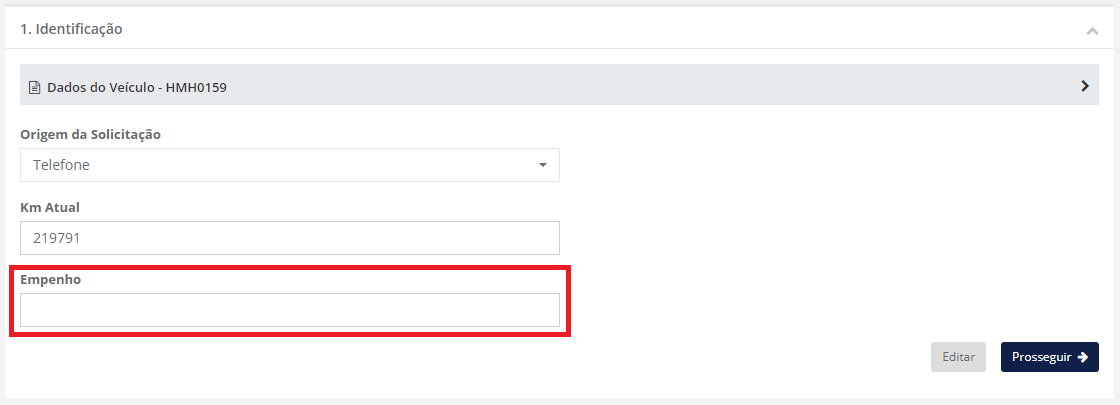 1. Identificação
Dados do Veículo - HMH0159
Origem da Solicitação
Telefone
Km Atual
219791
Empenho
Editar
Prosseguir